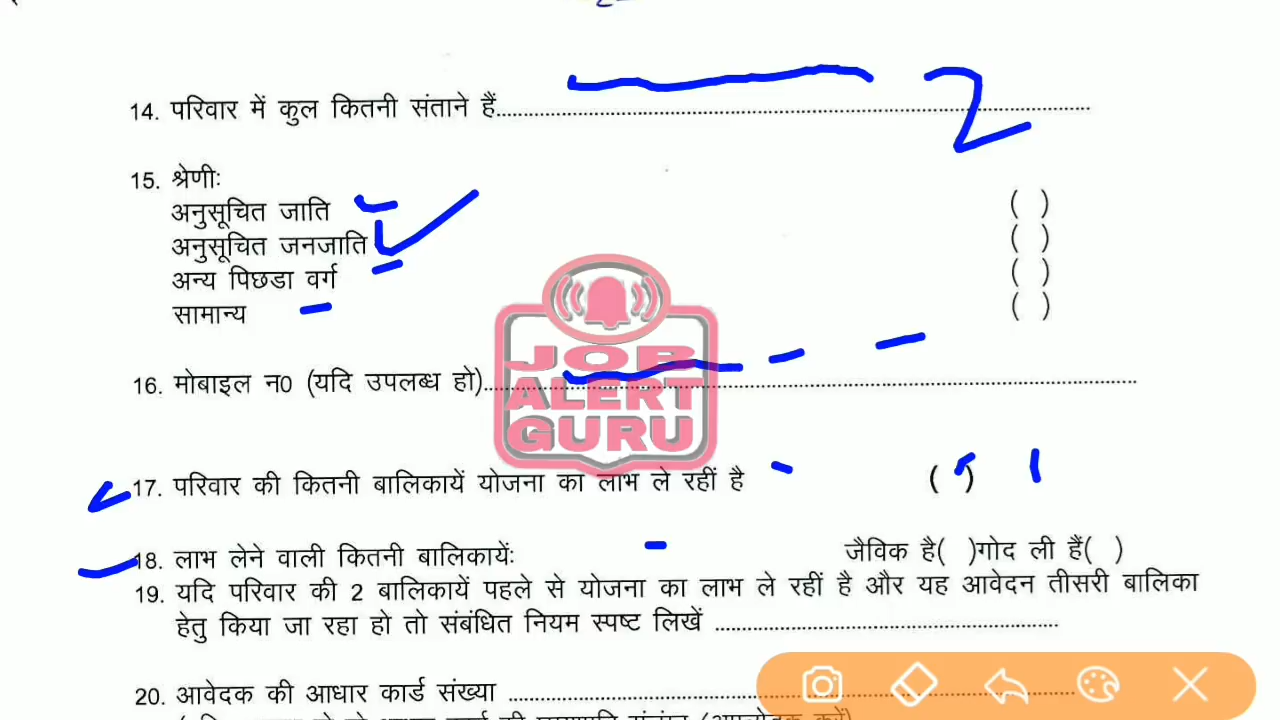 14. परिवार में कुल कितनी संताने हैं.......................... 2
15. श्रेणीः
अनुसूचित जाति ( )
अनुसूचित जनजाति ( )
अन्य पिछडा वर्ग ( )
सामान्य ( )
JOB
ALERT
GURU
16. मोबाइल न0 (यदि उपलब्ध हो)..........................
17. परिवार की कितनी बालिकायें योजना का लाभ ले रहीं है ( ) 1
18. लाभ लेने वाली कितनी बालिकायेंः जैविक है( )गोद ली हैं( )
19. यदि परिवार की 2 बालिकायें पहले से योजना का लाभ ले रहीं है और यह आवेदन तीसरी बालिका
हेतु किया जा रहा हो तो संबंधित नियम स्पष्ट लिखें ..........................
20. आवेदक की आधार कार्ड संख्या ..........................